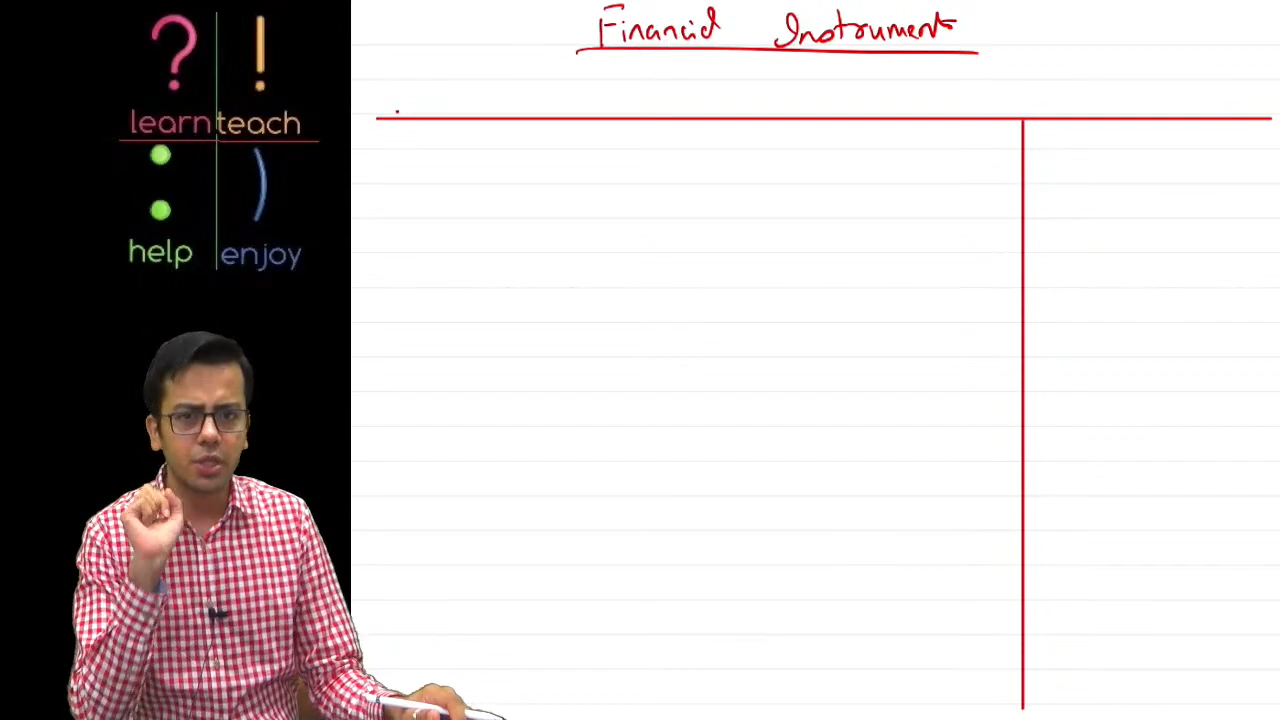 Financial Instrument
? !
learn teach
: )
help enjoy